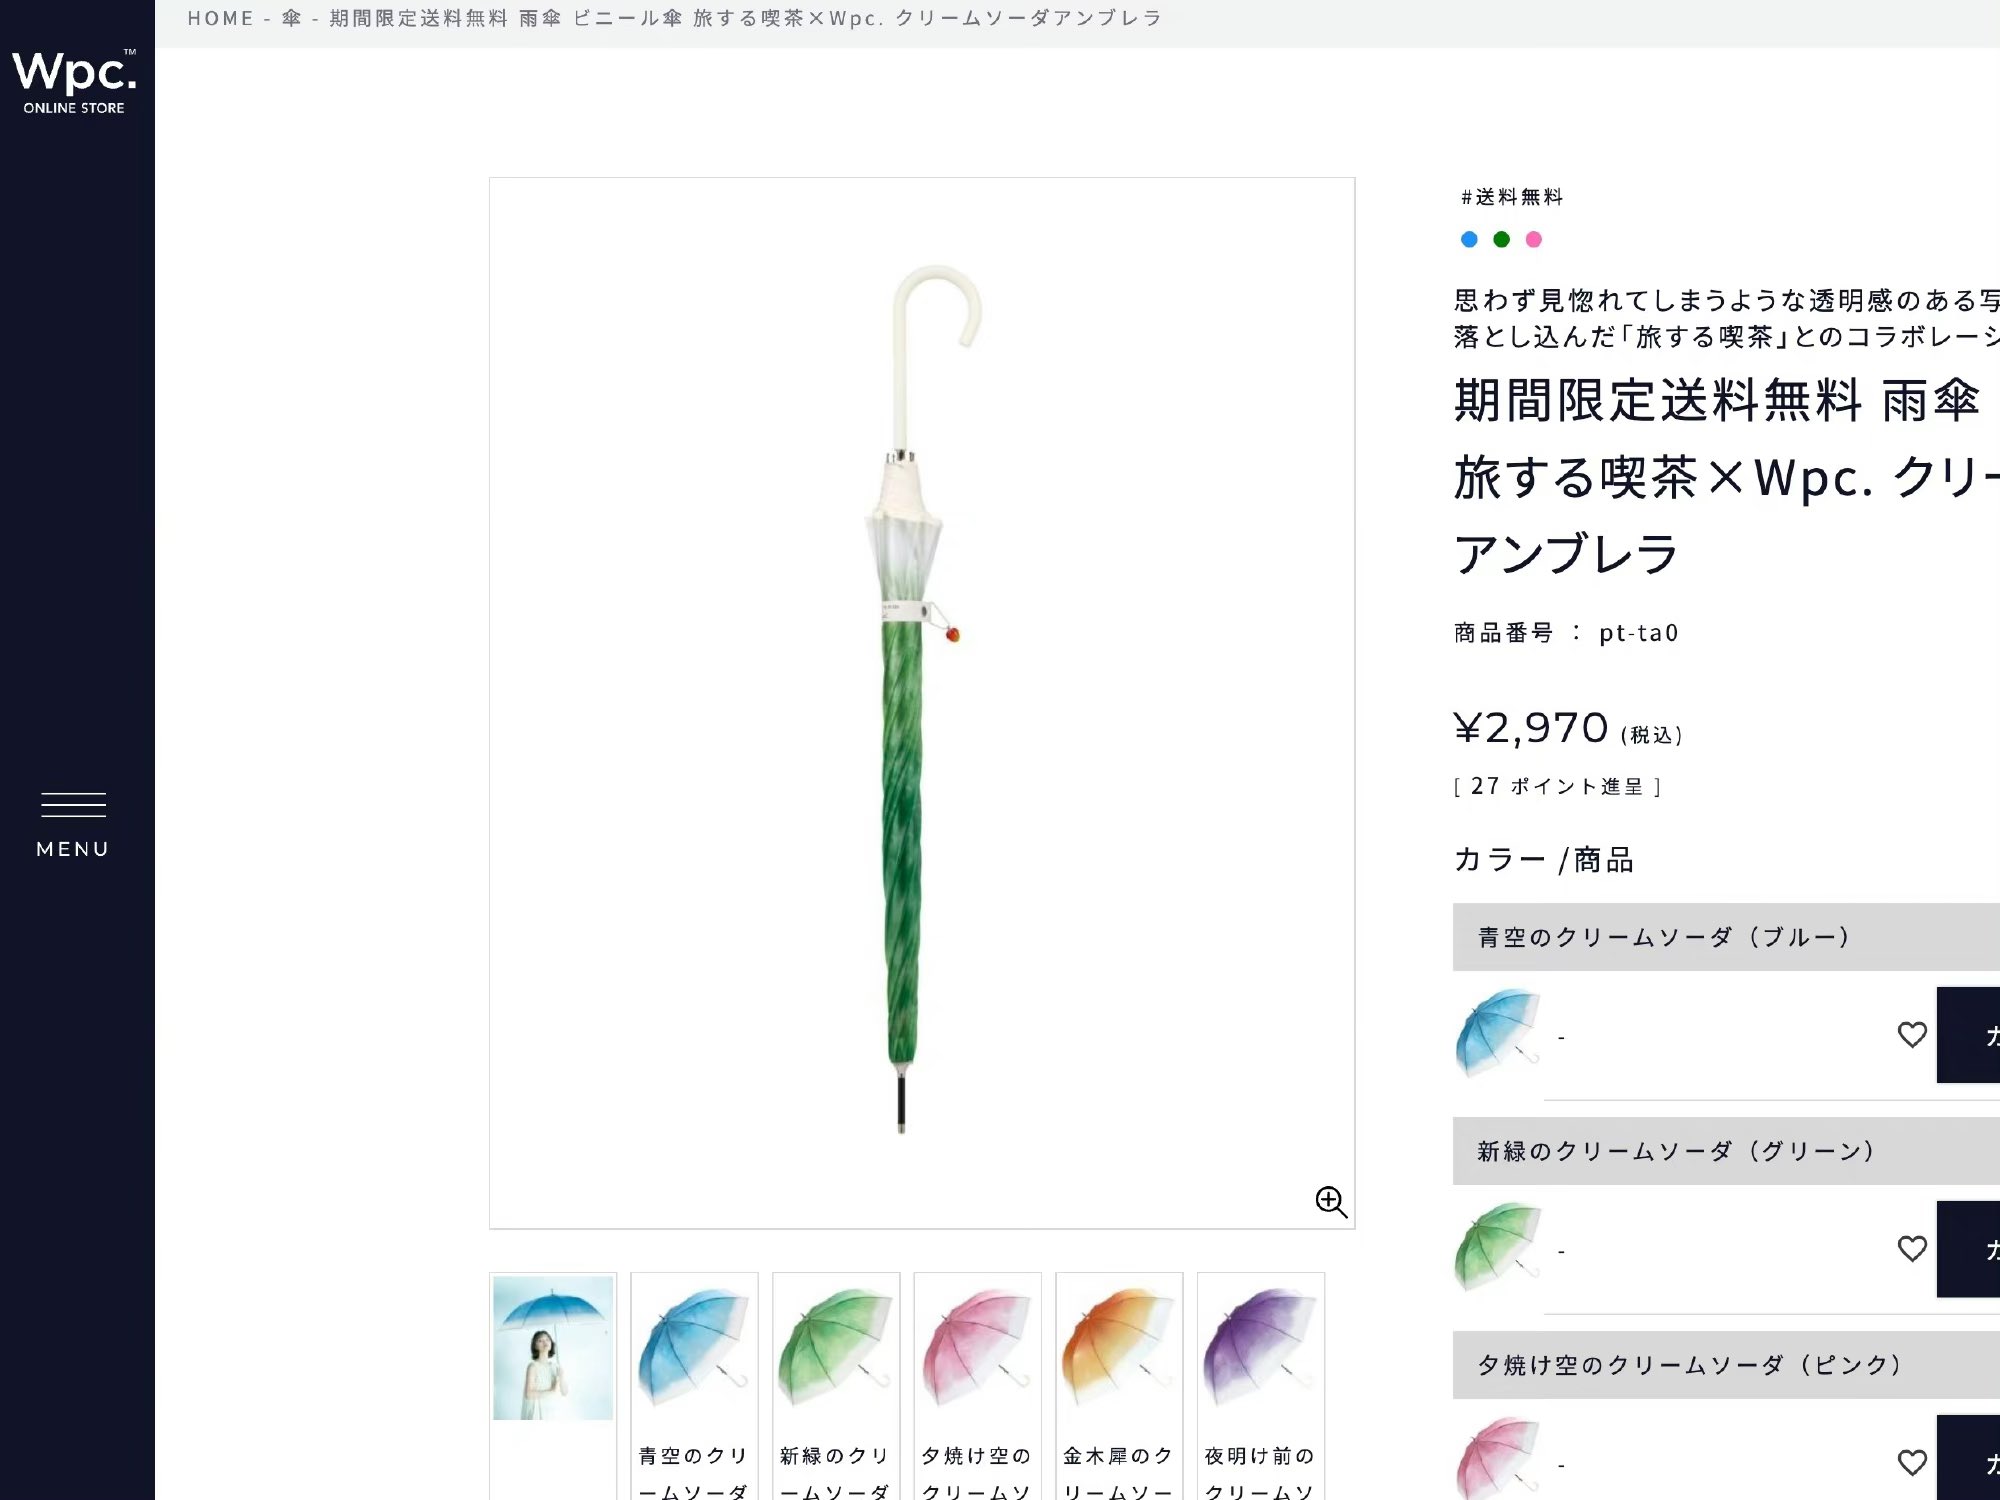 HOME - 傘 - 期間限定送料無料 雨傘 ビニール傘 旅する喫茶×Wpc. クリームソーダアンブレラ
Wpc.™
ONLINE STORE
MENU
#送料無料
思わず見惚れてしまうような透明感のある写
落とし込んだ「旅する喫茶」とのコラボレーシ
期間限定送料無料 雨傘
旅する喫茶×Wpc. クリー
アンブレラ
商品番号 : pt-ta0
¥2,970 (税込)
[ 27 ポイント進呈 ]
カラー /商品
青空のクリームソーダ（ブルー）
-
カ
新緑のクリームソーダ（グリーン）
-
カ
夕焼け空のクリームソーダ（ピンク）
-
カ
青空のクリ
ームソーダ
新緑のクリ
ームソーダ
夕焼け空の
クリームソ
金木犀のク
リームソー
夜明け前の
クリームソ